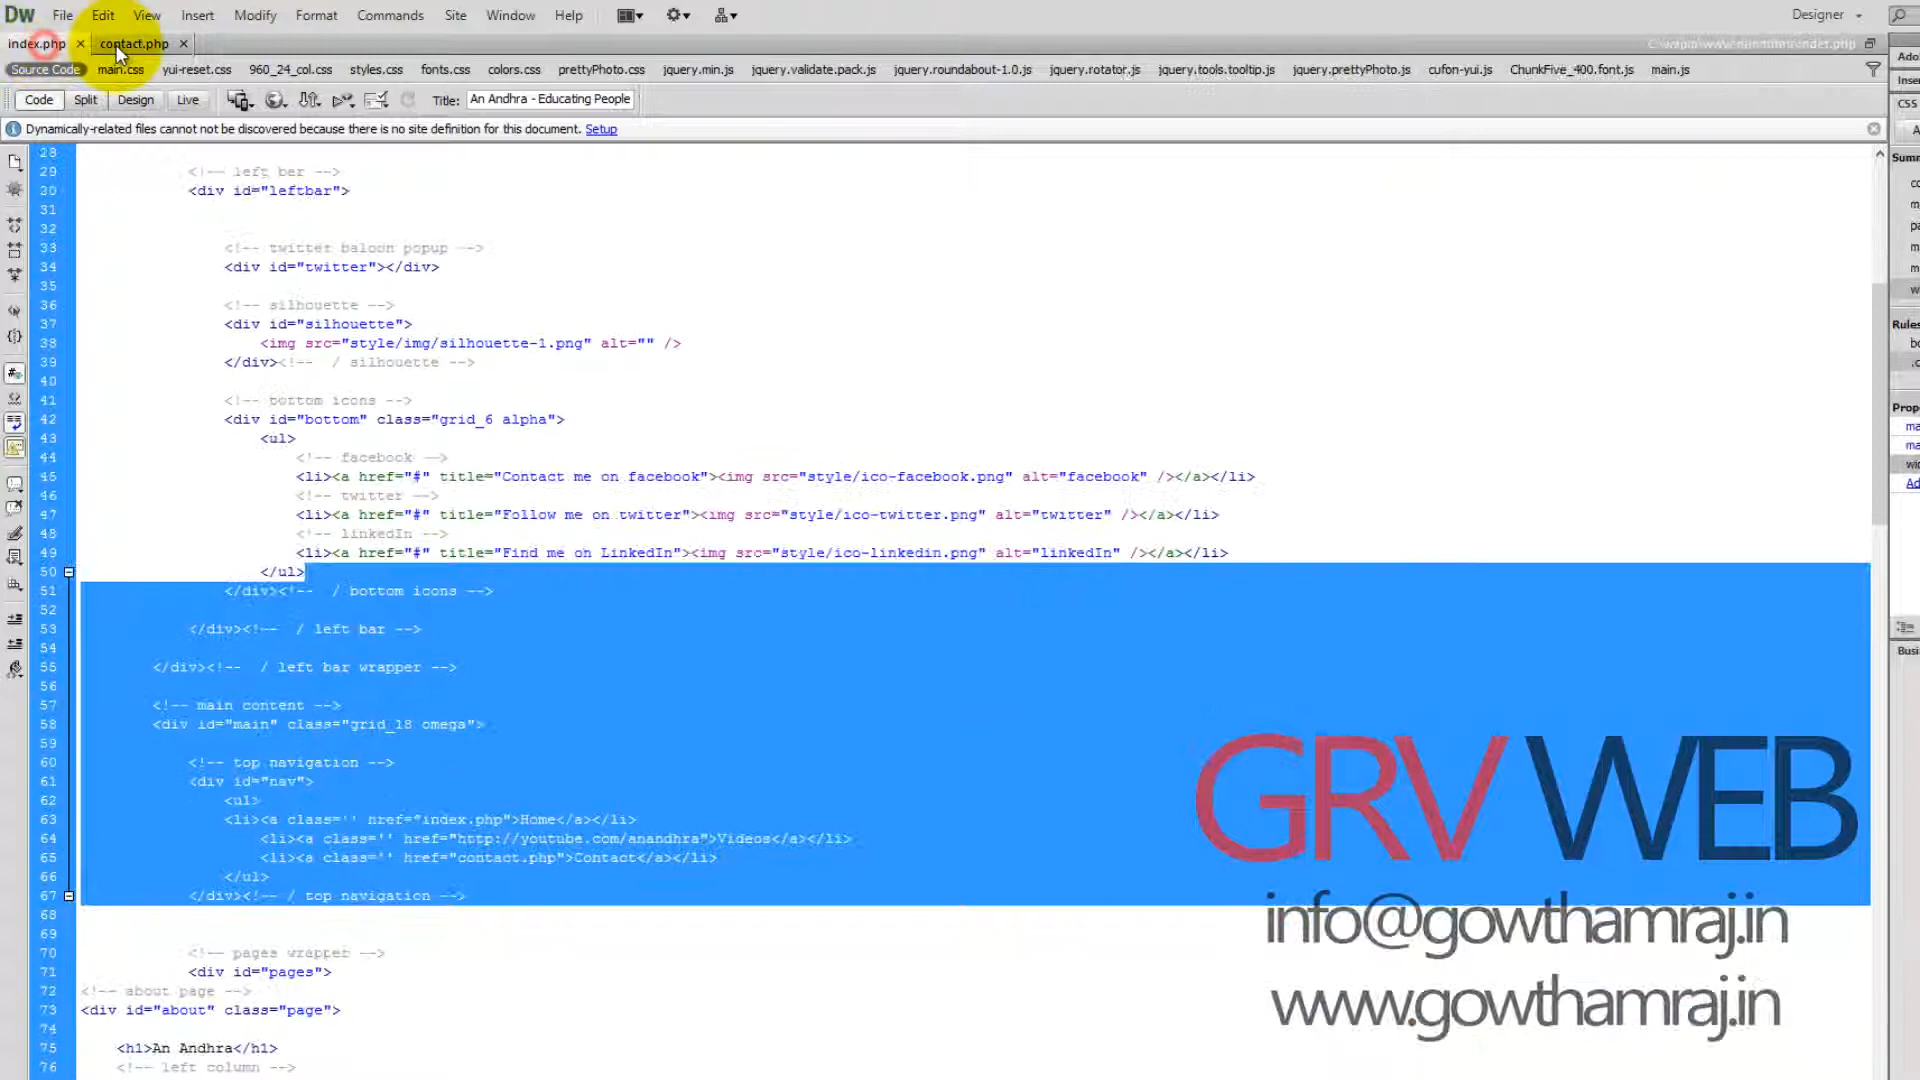 Dw File Edit View Insert Format Modify Commands Site Window Help Designer
index.php × contact.php ×
Source Code main.css yui-reset.css 960_24_col.css styles.css fonts.css colors.css prettyPhoto.css jquery.min.js jquery.validate.pack.js jquery.roundabout-1.0.js jquery.rotator.js jquery.tools.tooltip.js jquery.prettyPhoto.js cufon-yui.js ChunkFive_400.font.js main.js
Code Split Design Live Title: An Andhra - Educating People
Dynamically-related files cannot be discovered because there is no site definition for this document. Setup
28
29 <!-- left bar -->
30 <div id="leftbar">
31
32
33 <!-- twitter baloon popup -->
34 <div id="twitter"></div>
35
36 <!-- silhouette -->
37 <div id="silhouette">
38 <img src="style/img/silhouette-1.png" alt="" />
39 </div><!-- / silhouette -->
40
41 <!-- bottom icons -->
42 <div id="bottom" class="grid_6 alpha">
43 <ul>
44 <!-- facebook -->
45 <li><a href="#" title="Contact me on facebook"><img src="style/ico-facebook.png" alt="facebook" /></a></li>
46 <!-- twitter -->
47 <li><a href="#" title="Follow me on twitter"><img src="style/ico-twitter.png" alt="twitter" /></a></li>
48 <!-- linkedIn -->
49 <li><a href="#" title="Find me on LinkedIn"><img src="style/ico-linkedin.png" alt="linkedIn" /></a></li>
50 </ul>
51 </div><!-- / bottom icons -->
52
53 </div><!-- / left bar -->
54
55 </div><!-- / left bar wrapper -->
56
57 <!-- main content -->
58 <div id="main" class="grid_18 omega">
59
60 <!-- top navigation -->
61 <div id="nav">
62 <ul>
63 <li><a class='' href="index.php">Home</a></li>
64 <li><a class='' href="http://youtube.com/anandhra">Videos</a></li>
65 <li><a class='' href="contact.php">Contact</a></li>
66 </ul>
67 </div><!-- / top navigation -->
68
69
70 <!-- pages wrapper -->
71 <div id="pages">
72 <!-- about page -->
73 <div id="about" class="page">
74
75 <h1>An Andhra</h1>
76 <!-- left column -->
GRV WEB
info@gowthamraj.in
www.gowthamraj.in